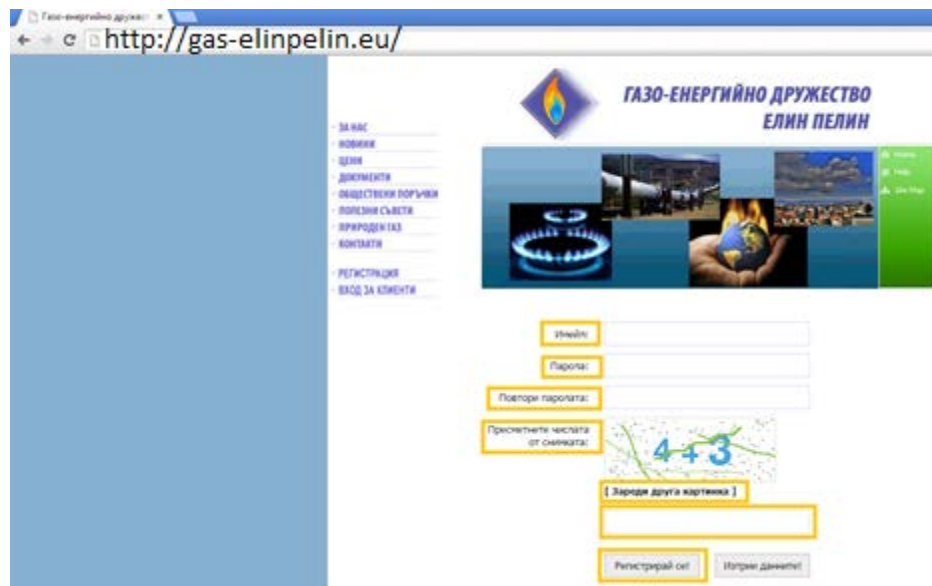 Газо-енергийно друже
http://gas-elinpelin.eu/
ГАЗО-ЕНЕРГИЙНО ДРУЖЕСТВО
ЕЛИН ПЕЛИН
ЗА НАС
НОВИНИ
ЦЕНИ
ДОКУМЕНТИ
ОБЩЕСТВЕНИ ПОРЪЧКИ
ПОЛЕЗНИ СЪВЕТИ
ПРИРОДЕН ГАЗ
КОНТАКТИ
РЕГИСТРАЦИЯ
ВХОД ЗА КЛИЕНТИ
Home
Help
Site Map
Имейл:
Парола:
Повтори паролата:
Пресметнете числата
от снимката:
4 + 3
[ Зареди друга картинка ]
Регистрирай се!
Изтрий данните!